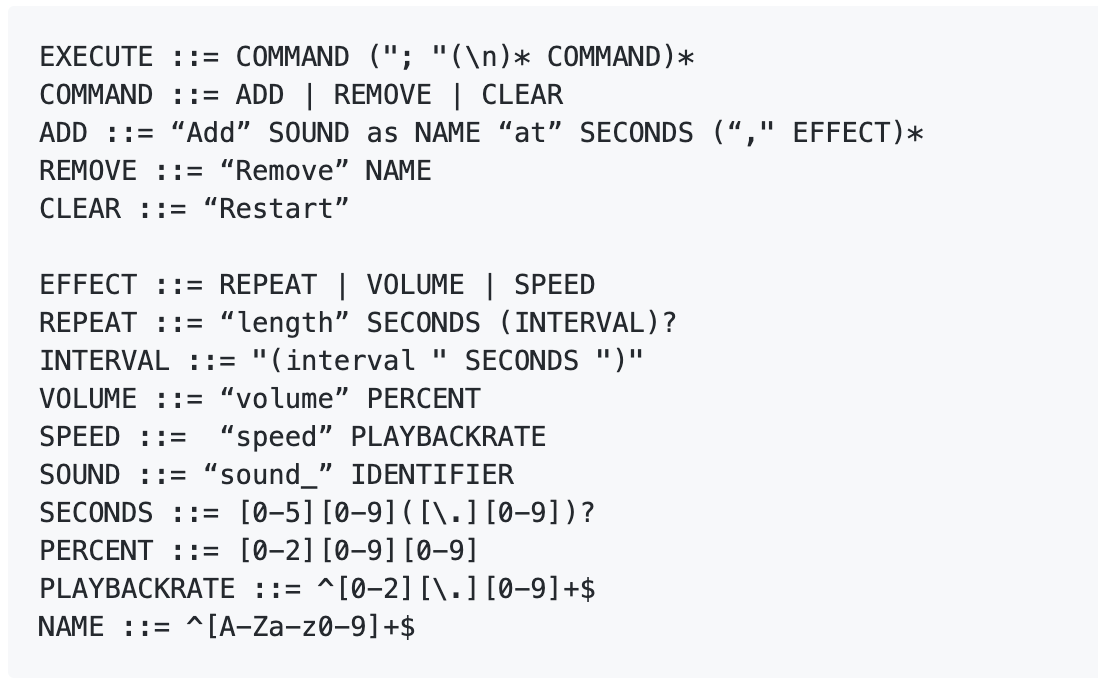 EXECUTE ::= COMMAND ("; "(\n)* COMMAND)*
COMMAND ::= ADD | REMOVE | CLEAR
ADD ::= “Add” SOUND as NAME “at” SECONDS (“," EFFECT)*
REMOVE ::= “Remove” NAME
CLEAR ::= “Restart”
EFFECT ::= REPEAT | VOLUME | SPEED
REPEAT ::= “length” SECONDS (INTERVAL)?
INTERVAL ::= "(interval " SECONDS ")"
VOLUME ::= “volume” PERCENT
SPEED ::=  “speed” PLAYBACKRATE
SOUND ::= “sound_” IDENTIFIER
SECONDS ::= [0-5][0-9]([\.][0-9])?
PERCENT ::= [0-2][0-9][0-9]
PLAYBACKRATE ::= ^[0-2][\.][0-9]+$
NAME ::= ^[A-Za-z0-9]+$